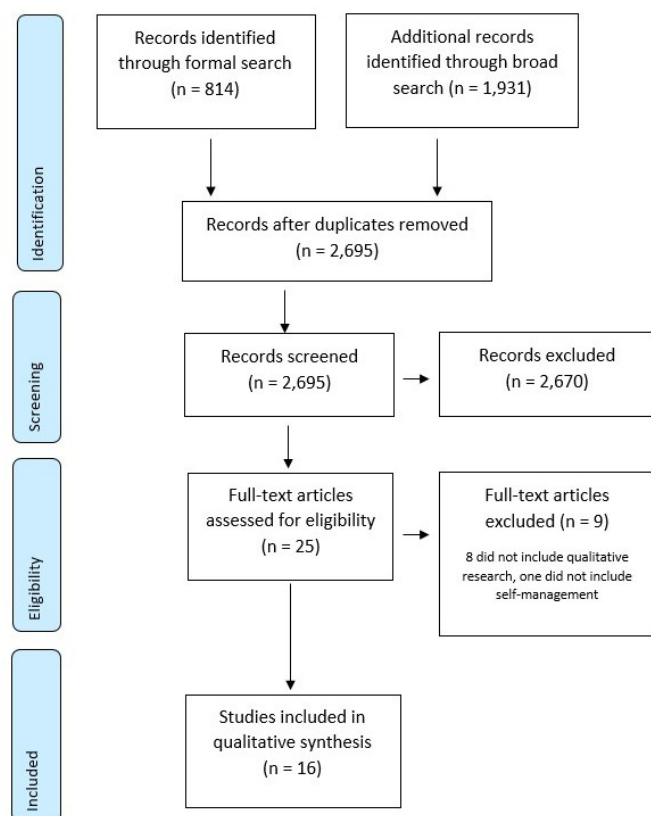 Identification
Records identified
through formal search
(n = 814)
Additional records
identified through broad
search (n = 1,931)
Records after duplicates removed
(n = 2,695)
Screening
Records screened
(n = 2,695)
Records excluded
(n = 2,670)
Eligibility
Full-text articles
assessed for eligibility
(n = 25)
Full-text articles
excluded (n = 9)
8 did not include qualitative
research, one did not include
self-management
Included
Studies included in
qualitative synthesis
(n = 16)